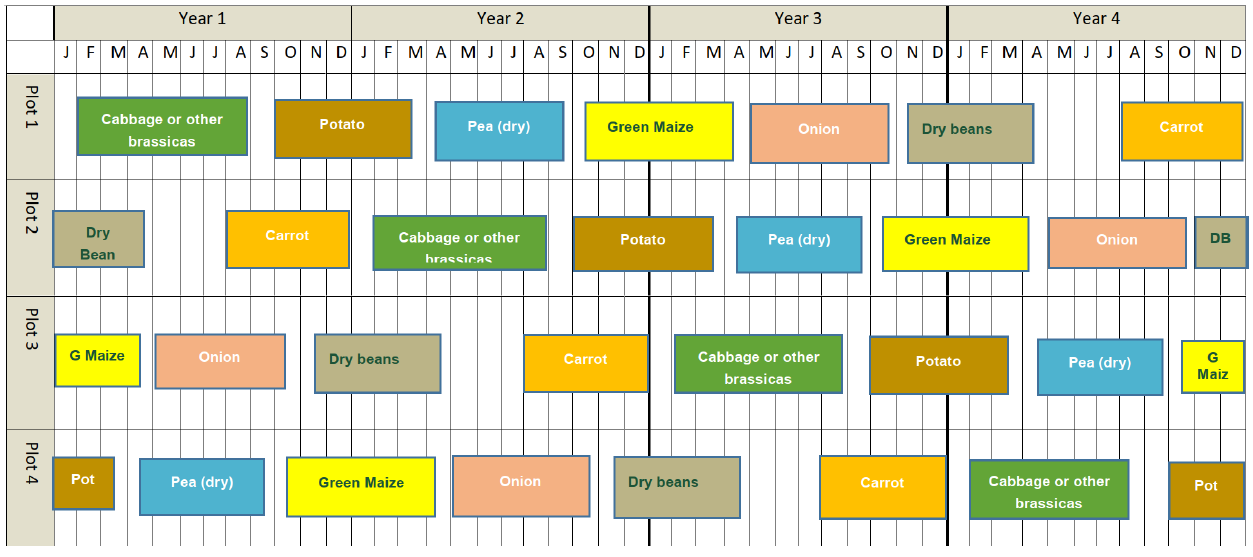 Year 1 Year 2 Year 3 Year 4
J F M A M J J A S O N D J F M A M J J A S O N D J F M A M J J A S O N D J F M A M J J A S O N D
Plot 1
Cabbage or other
brassicas
Potato
Pea (dry)
Green Maize
Onion
Dry beans
Carrot
Plot 2
Dry
Bean
Carrot
Cabbage or other
brassicas
Potato
Pea (dry)
Green Maize
Onion
DB
Plot 3
G Maize
Onion
Dry beans
Carrot
Cabbage or other
brassicas
Potato
Pea (dry)
G
Maiz
Plot 4
Pot
Pea (dry)
Green Maize
Onion
Dry beans
Carrot
Cabbage or other
brassicas
Pot